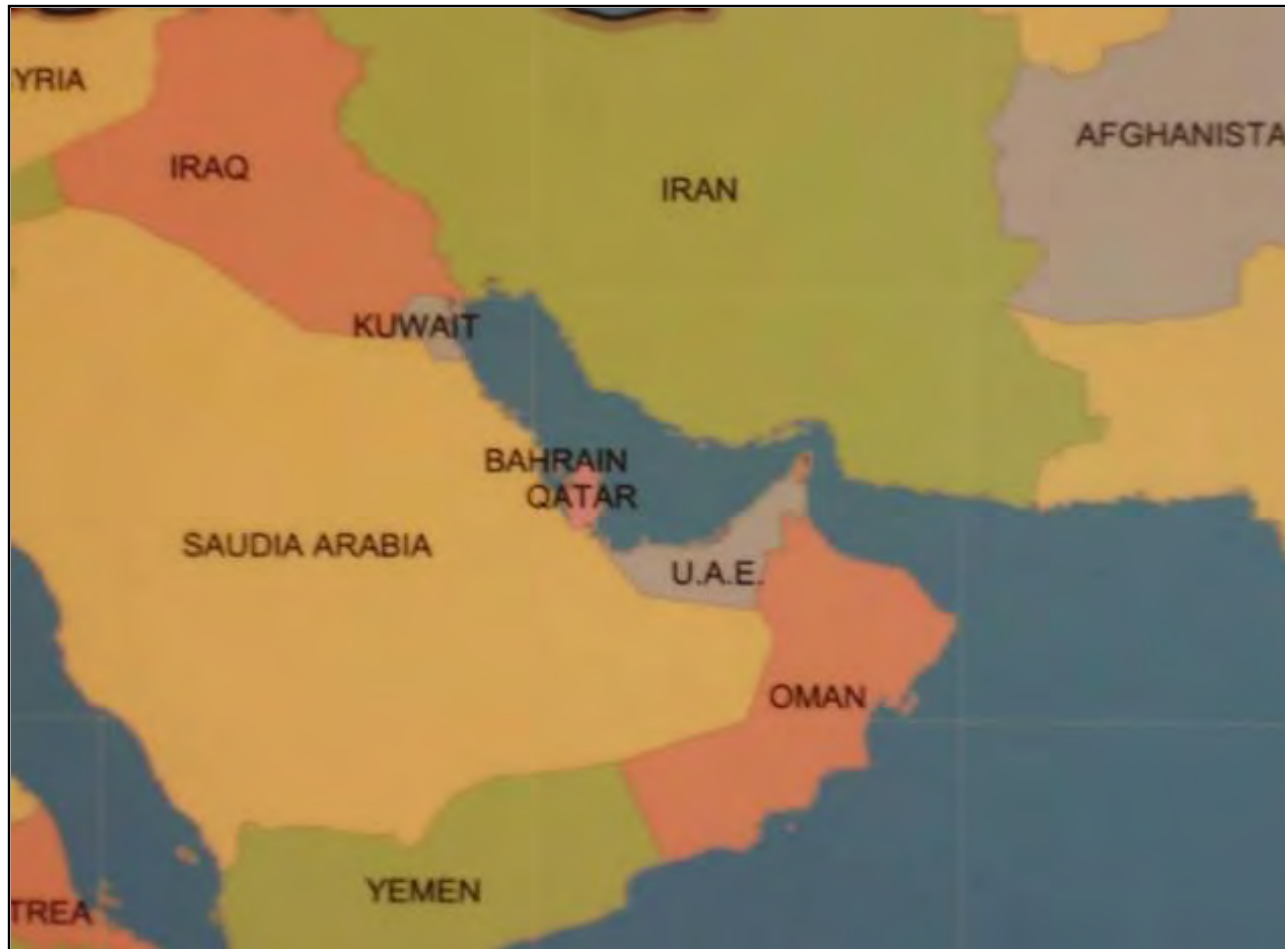 YRIA
AFGHANISTA
IRAQ
IRAN
KUWAIT
BAHRAIN
QATAR
SAUDIA ARABIA
U.A.E.
OMAN
YEMEN
TREA